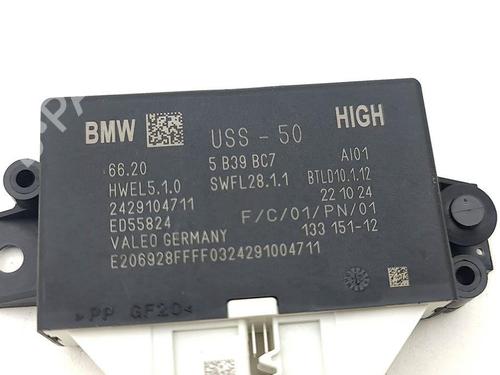 BMW USS - 50 HIGH
66.20 5 B39 BC7 AI01
HWEL5.1.0 SWFL28.1.1 BTLD10.1.12
2429104711 22 10 24
ED55824 F/C/01/PN/01
VALEO GERMANY 133 151-12
E206928FFFF0324291004711
>PP GF20<